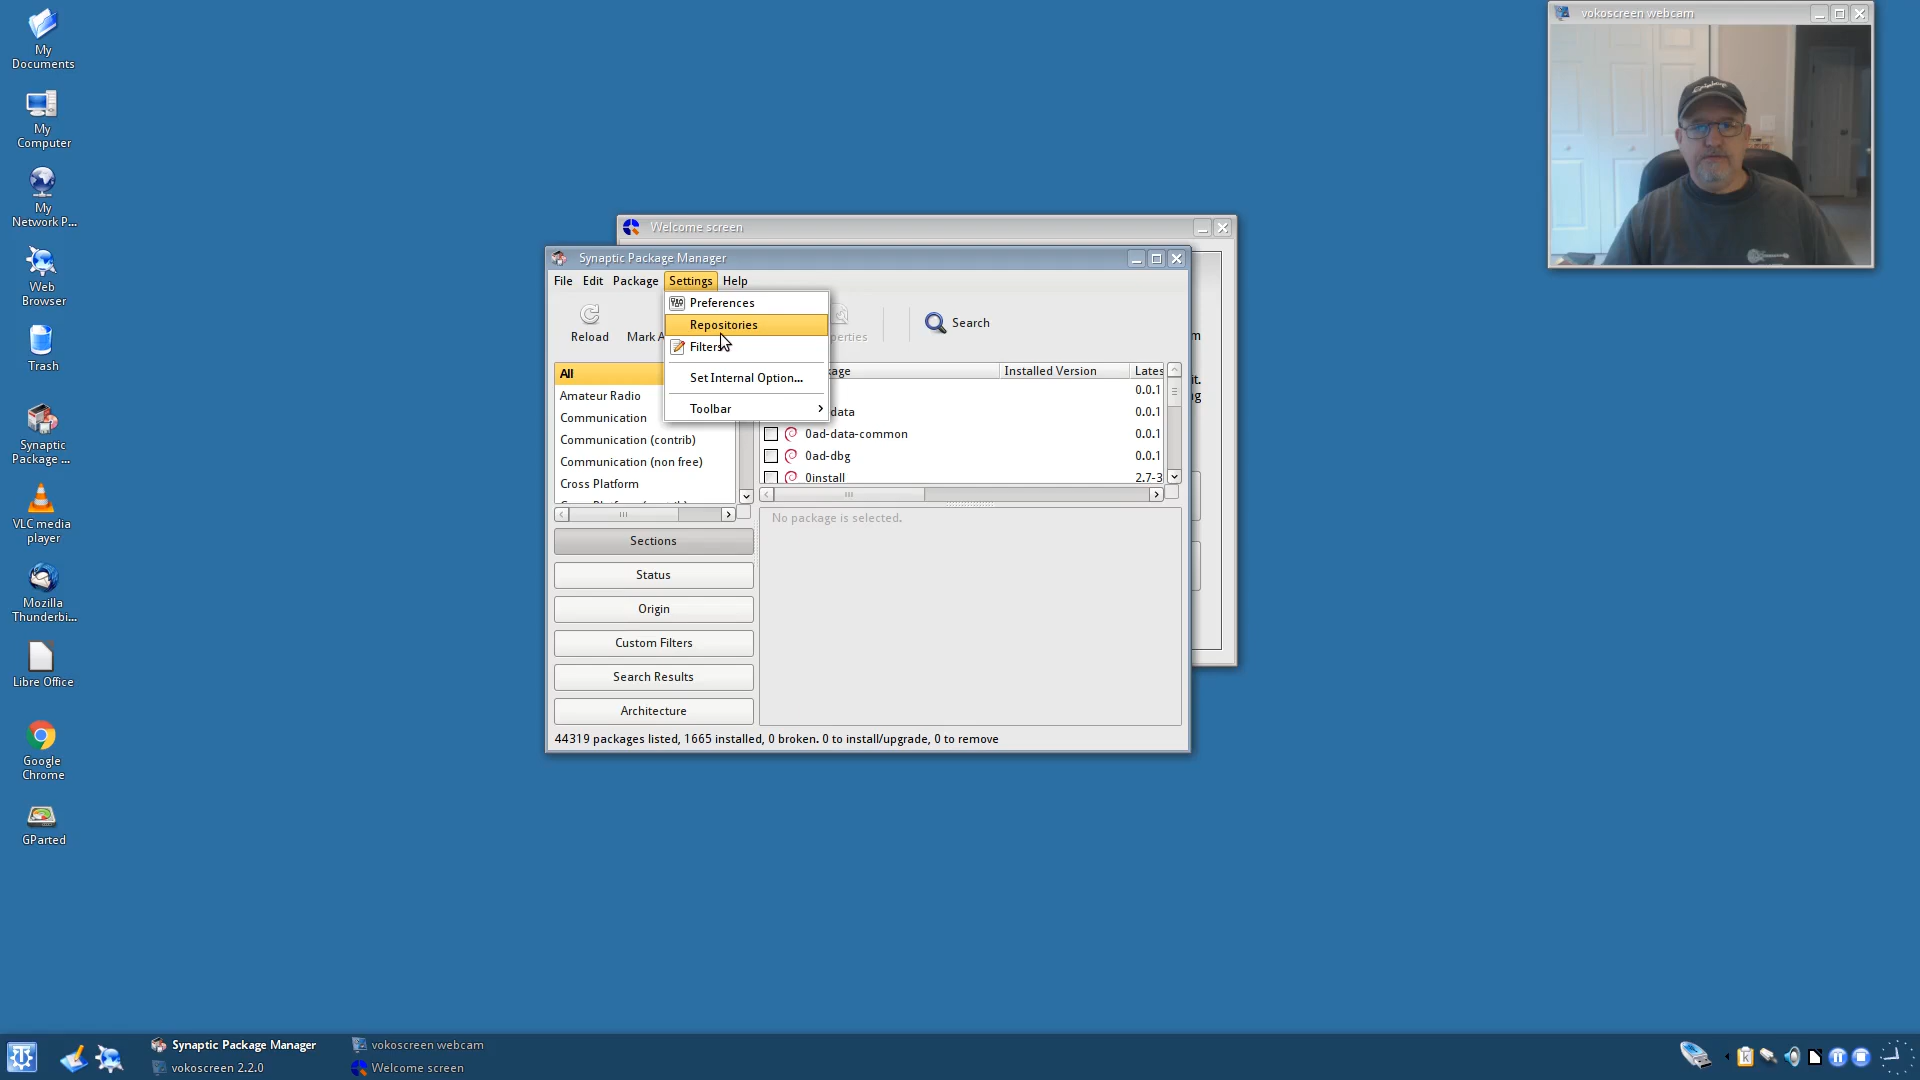 My
Documents
My
Computer
My
Network P...
Web
Browser
Trash
Synaptic
Package ...
VLC media
player
Mozilla
Thunderbi...
Libre Office
Google
Chrome
GParted
vokoscreen webcam
Welcome screen
Synaptic Package Manager
File Edit Package Settings Help
Preferences
Repositories
Filters
Set Internal Option...
Toolbar
Reload
Mark A
perties
Search
All
Amateur Radio
Communication
Communication (contrib)
Communication (non free)
Cross Platform
kage Installed Version Lates
0.0.1
data 0.0.1
0ad-data-common 0.0.1
0ad-dbg 0.0.1
0install 2.7-3
No package is selected.
Sections
Status
Origin
Custom Filters
Search Results
Architecture
44319 packages listed, 1665 installed, 0 broken. 0 to install/upgrade, 0 to remove
m
it.
g
Synaptic Package Manager
vokoscreen webcam
vokoscreen 2.2.0
Welcome screen